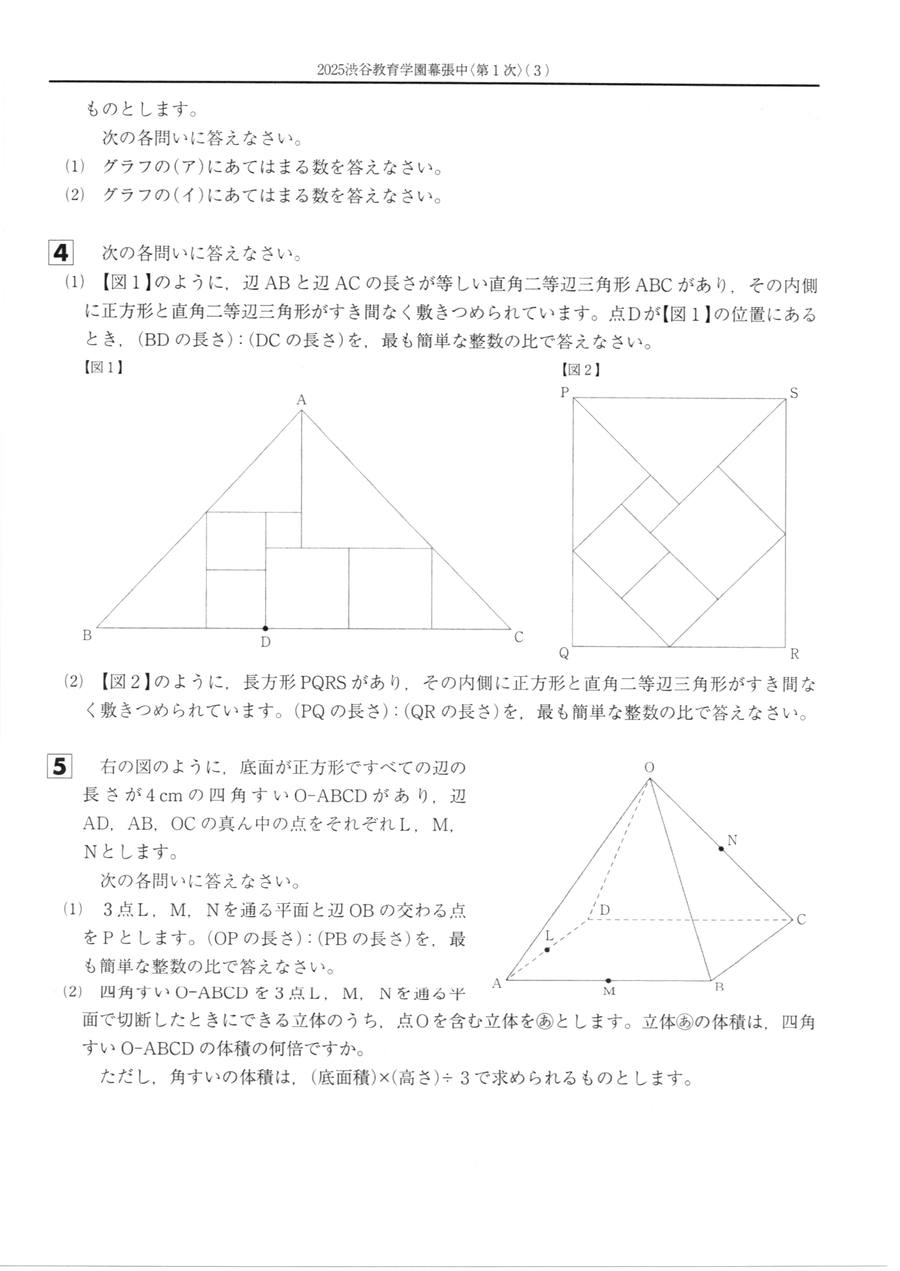 2025渋谷教育学園幕張中〈第1次〉(3)
ものとします。
次の各問いに答えなさい。
(1) グラフの(ア)にあてはまる数を答えなさい。
(2) グラフの(イ)にあてはまる数を答えなさい。
4 次の各問いに答えなさい。
(1) 【図1】のように，辺ABと辺ACの長さが等しい直角二等辺三角形ABCがあり，その内側
に正方形と直角二等辺三角形がすき間なく敷きつめられています。点Dが【図1】の位置にある
とき，(BDの長さ)：(DCの長さ)を，最も簡単な整数の比で答えなさい。
【図1】
A
B
D
C
【図2】
P
S
Q
R
(2) 【図2】のように，長方形PQRSがあり，その内側に正方形と直角二等辺三角形がすき間な
く敷きつめられています。(PQの長さ)：(QRの長さ)を，最も簡単な整数の比で答えなさい。
5 右の図のように，底面が正方形ですべての辺の
長さが4cmの四角すいO-ABCDがあり，辺
AD，AB，OCの真ん中の点をそれぞれL，M，
Nとします。
次の各問いに答えなさい。
(1) 3点L，M，Nを通る平面と辺OBの交わる点
をPとします。(OPの長さ)：(PBの長さ)を，最
も簡単な整数の比で答えなさい。
(2) 四角すいO-ABCDを3点L，M，Nを通る平
面で切断したときにできる立体のうち，点Oを含む立体を㋐とします。立体㋐の体積は，四角
すいO-ABCDの体積の何倍ですか。
ただし，角すいの体積は，(底面積)×(高さ)÷3で求められるものとします。
O
N
D
C
L
A
M
B